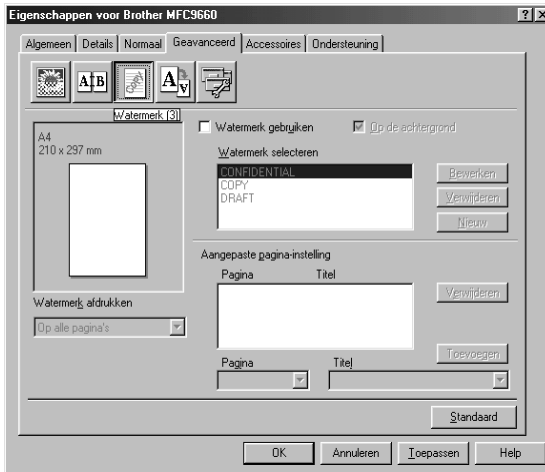 Eigenschappen voor Brother MFC9660
Algemeen Details Normaal Geavanceerd Accessoires Ondersteuning
A B
Copy
A A
Watermerk (3)
A4
210 x 297 mm
Watermerk gebruiken Op de achtergrond
Watermerk selecteren
CONFIDENTIAL
COPY
DRAFT
Bewerken
Verwijderen
Nieuw
Aangepaste pagina-instelling
Pagina Titel
Verwijderen
Watermerk afdrukken
Op alle pagina's
Toevoegen
Pagina Titel
Standaard
OK Annuleren Toepassen Help